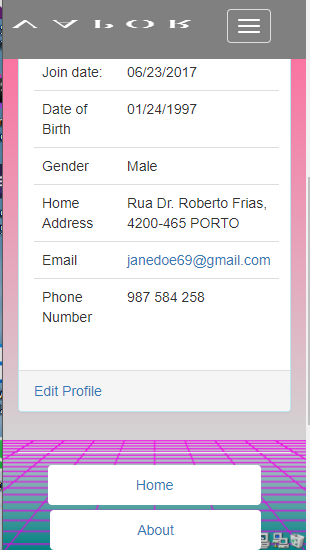 Join date: 06/23/2017
Date of 01/24/1997
Birth
Gender Male
Home Rua Dr. Roberto Frias,
Address 4200-465 PORTO
Email janedoe69@gmail.com
Phone 987 584 258
Number
Edit Profile
Home
About